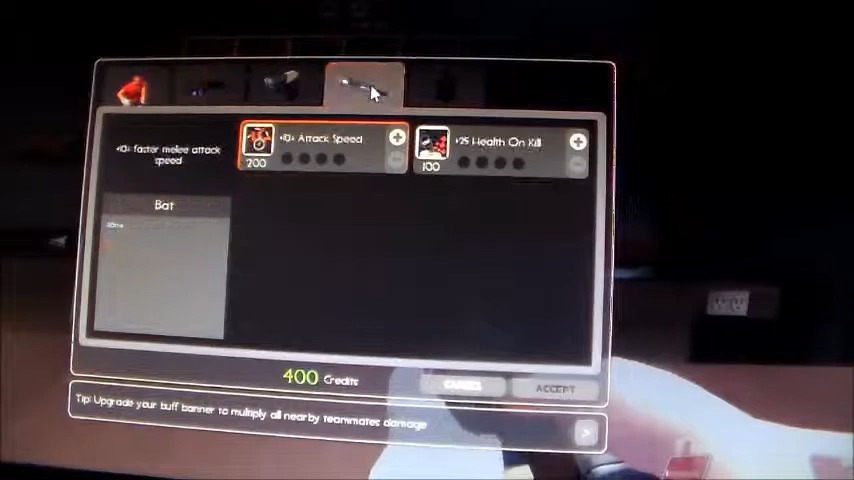 +10% faster melee attack
speed
+10% Attack Speed
200
+25 Health On Kill
100
Bat
400 Credits
CANCEL
ACCEPT
Tip: Upgrade your buff banner to multiply all nearby teammates damage